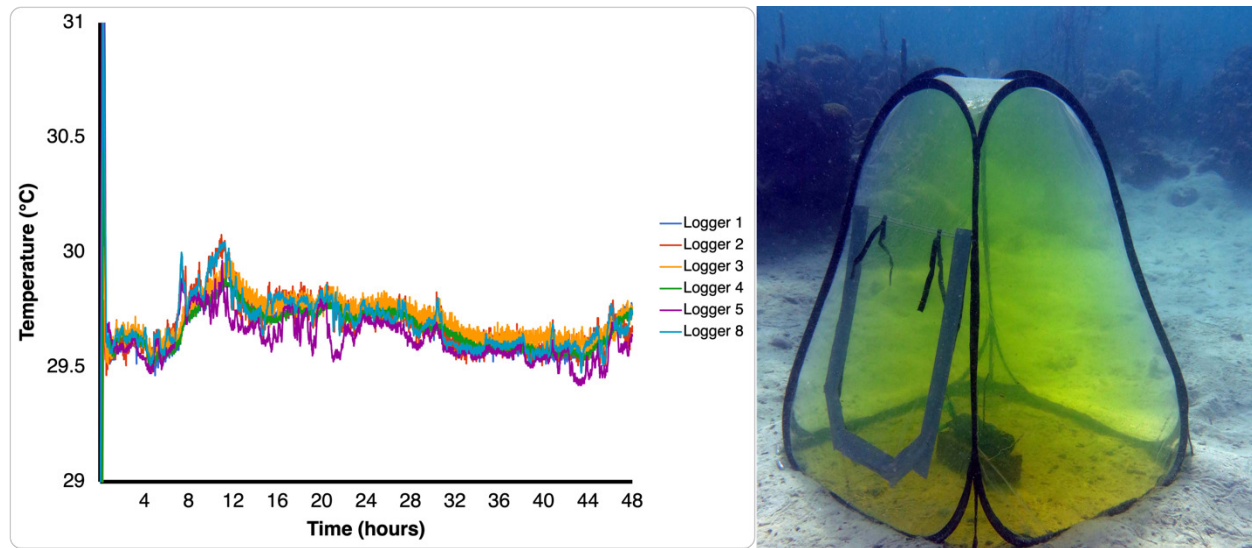 31
30.5
30
29.5
29
Temperature (°C)
4 8 12 16 20 24 28 32 36 40 44 48
Time (hours)
Logger 1
Logger 2
Logger 3
Logger 4
Logger 5
Logger 8